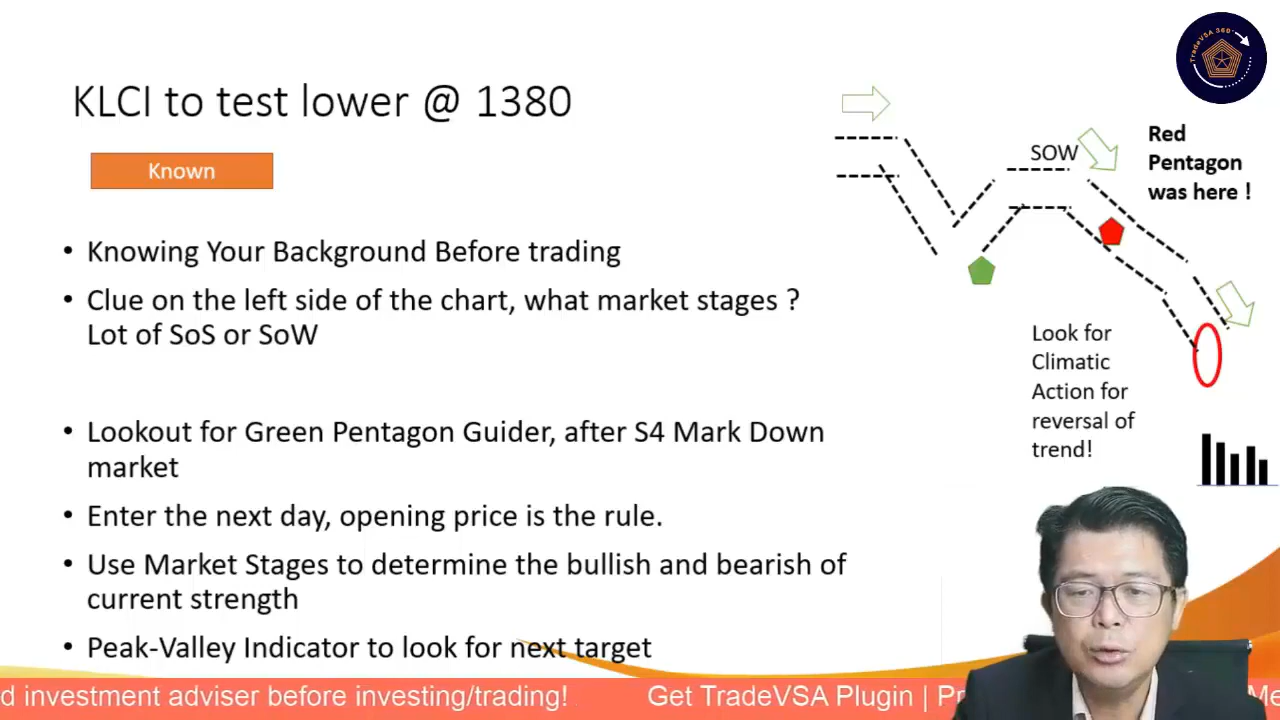 TradeVSA 360°
KLCI to test lower @ 1380
Known
• Knowing Your Background Before trading
• Clue on the left side of the chart, what market stages ?
Lot of SoS or SoW
• Lookout for Green Pentagon Guider, after S4 Mark Down
market
• Enter the next day, opening price is the rule.
• Use Market Stages to determine the bullish and bearish of
current strength
• Peak-Valley Indicator to look for next target
SOW
Red
Pentagon
was here !
Look for
Climatic
Action for
reversal of
trend!
d investment adviser before investing/trading! Get TradeVSA Plugin |